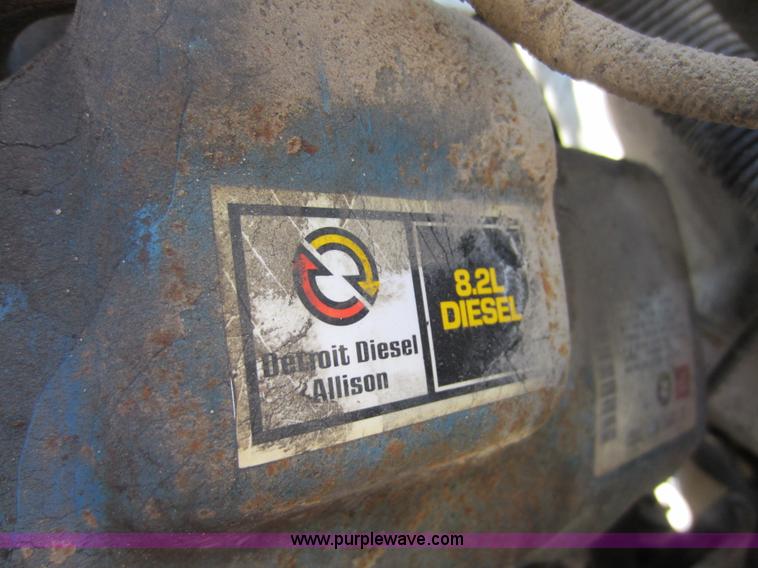 Detroit Diesel
Allison
8.2L
DIESEL
www.purplewave.com